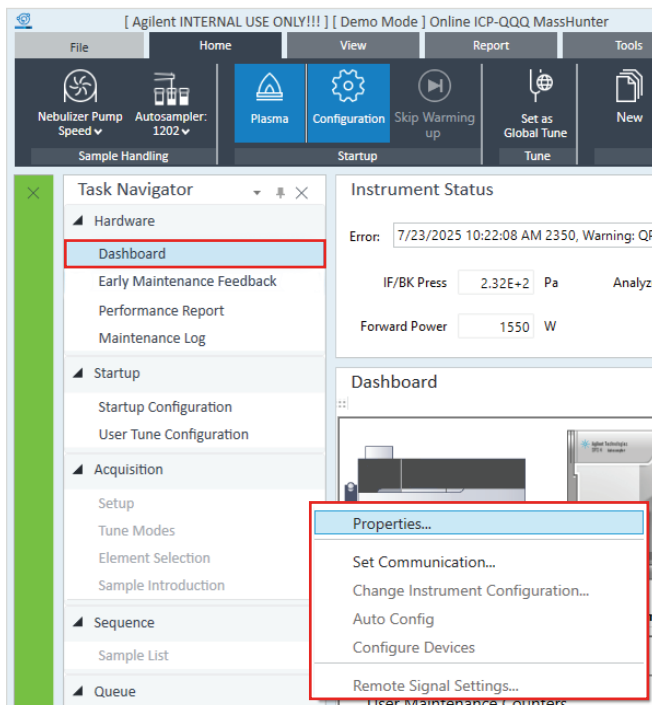 [ Agilent INTERNAL USE ONLY!!! ] [ Demo Mode ] Online ICP-QQQ MassHunter
File
Home
View
Report
Tools
Nebulizer Pump
Speed
Autosampler:
1202
Plasma
Configuration
Skip Warming
up
Set as
Global Tune
New
Sample Handling
Startup
Tune
Task Navigator
Hardware
Dashboard
Early Maintenance Feedback
Performance Report
Maintenance Log
Startup
Startup Configuration
User Tune Configuration
Acquisition
Setup
Tune Modes
Element Selection
Sample Introduction
Sequence
Sample List
Queue
Instrument Status
Error: 7/23/2025 10:22:08 AM 2350, Warning: QP
IF/BK Press 2.32E+2 Pa Analyz
Forward Power 1550 W
Dashboard
Agilent Technologies
Properties...
Set Communication...
Change Instrument Configuration...
Auto Config
Configure Devices
Remote Signal Settings...
User Maintenance Counters